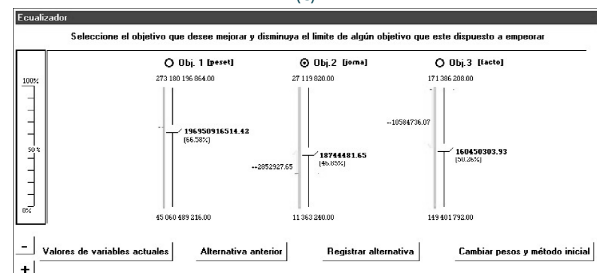 Ecualizador
Seleccione el objetivo que desee mejorar y disminuya el limite de algún objetivo que este dispuesto a empeorar
Obj. 1 [peset] Obj.2 [jorna] Obj.3 [facto]
273 180 196 864.00 27 119 820.00 171 386 208.00
100%
--10584736.07
196950916514.42
(66.58%)
50 %
18744481.65
(46.85%)
160450303.93
(50.26%)
--2852927.65
0%
45 060 489 216.00 11 363 240.00 149 401 792.00
- Valores de variables actuales Alternativa anterior Registrar alternativa Cambiar pesos y método inicial
+